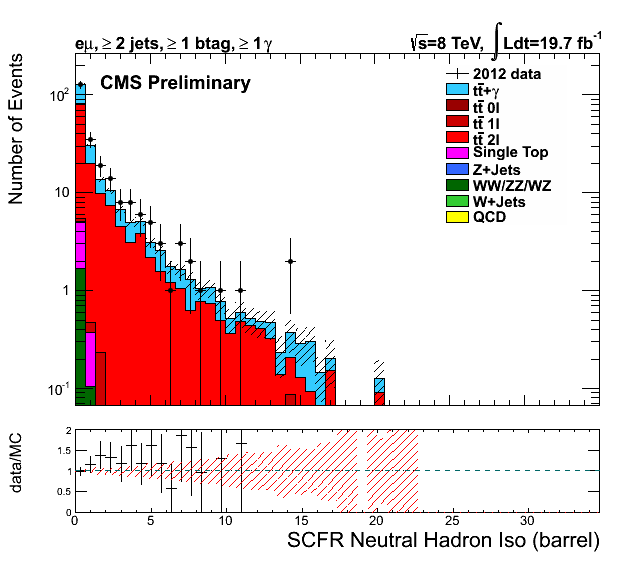 eμ, ≥ 2 jets, ≥ 1 btag, ≥ 1 γ
√s=8 TeV, ∫ Ldt=19.7 fb⁻¹
CMS Preliminary
2012 data
tt̄+γ
tt̄ 0l
tt̄ 1l
tt̄ 2l
Single Top
Z+Jets
WW/ZZ/WZ
W+Jets
QCD
Number of Events
10²
10
1
10⁻¹
data/MC
2
1.5
1
0.5
0
0 5 10 15 20 25 30
SCFR Neutral Hadron Iso (barrel)